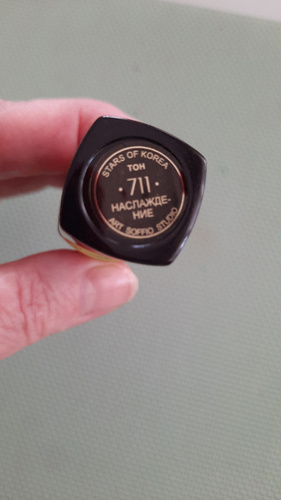 STARS OF KOREA
ТОН
·711·
НАСЛАЖДЕ-
НИЕ
ART SOFFIO STUDIO